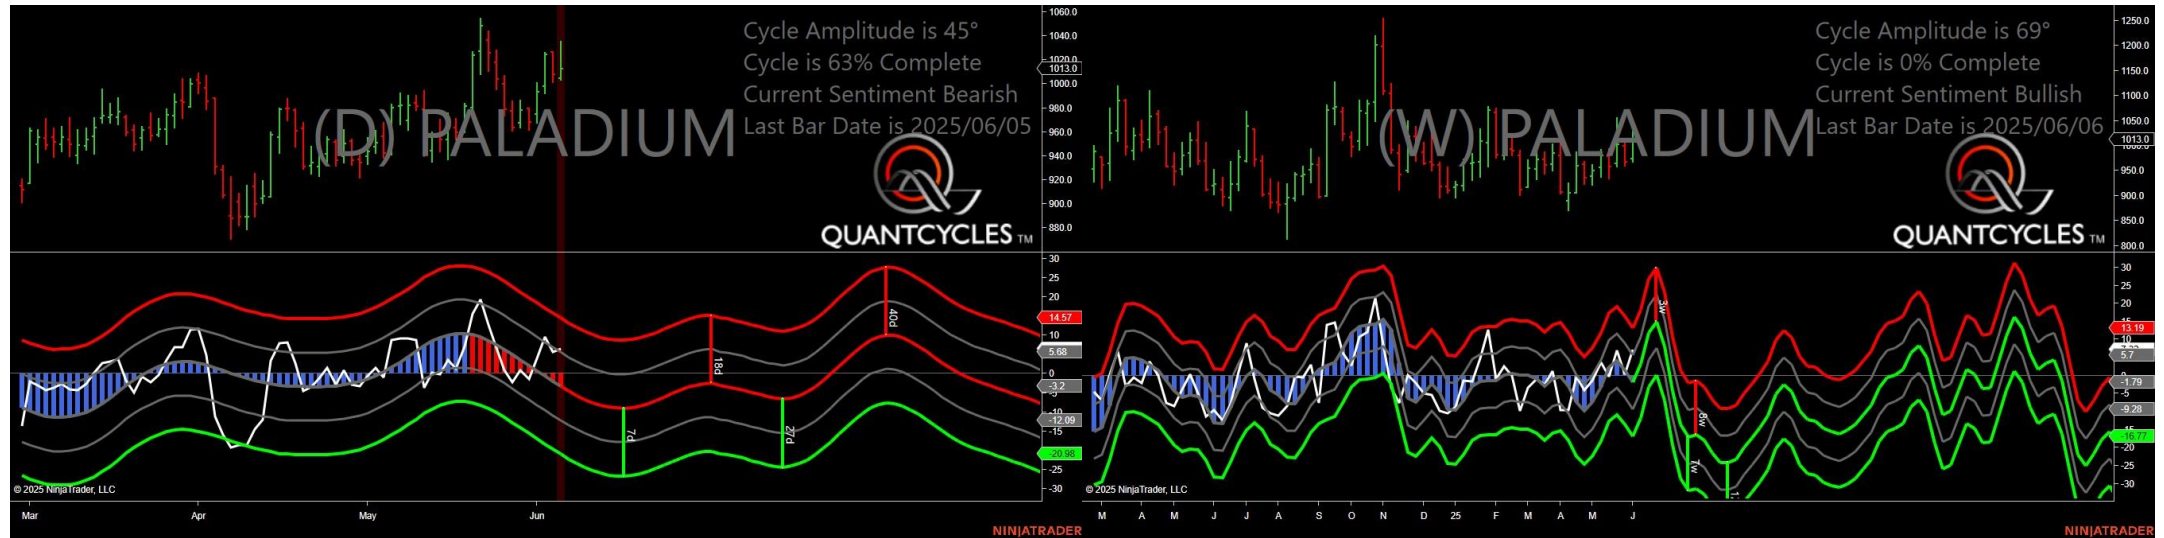 Cycle Amplitude is 45°
Cycle is 63% Complete
Current Sentiment Bearish
Last Bar Date is 2025/06/05
(D) PALADIUM
QUANTCYCLES TM
1060.0
1040.0
1020.0
1013.0
1000.0
980.0
960.0
940.0
920.0
900.0
880.0
30
25
20
14.57
10
5.68
0
-3.2
-10
-12.09
-15
-20.98
-25
-30
18d
40d
7d
27d
© 2025 NinjaTrader, LLC
Mar Apr May Jun
NINJATRADER
Cycle Amplitude is 69°
Cycle is 0% Complete
Current Sentiment Bullish
Last Bar Date is 2025/06/06
(W) PALADIUM
QUANTCYCLES TM
1250.0
1200.0
1150.0
1100.0
1050.0
1013.0
950.0
900.0
850.0
800.0
30
25
20
15
13.19
10
5.7
0
-1.79
-5
-9.28
-16.77
-20
-25
-30
3w
8w
7w
© 2025 NinjaTrader, LLC
M A M J J A S O N D 25 F M A M J
NINJATRADER